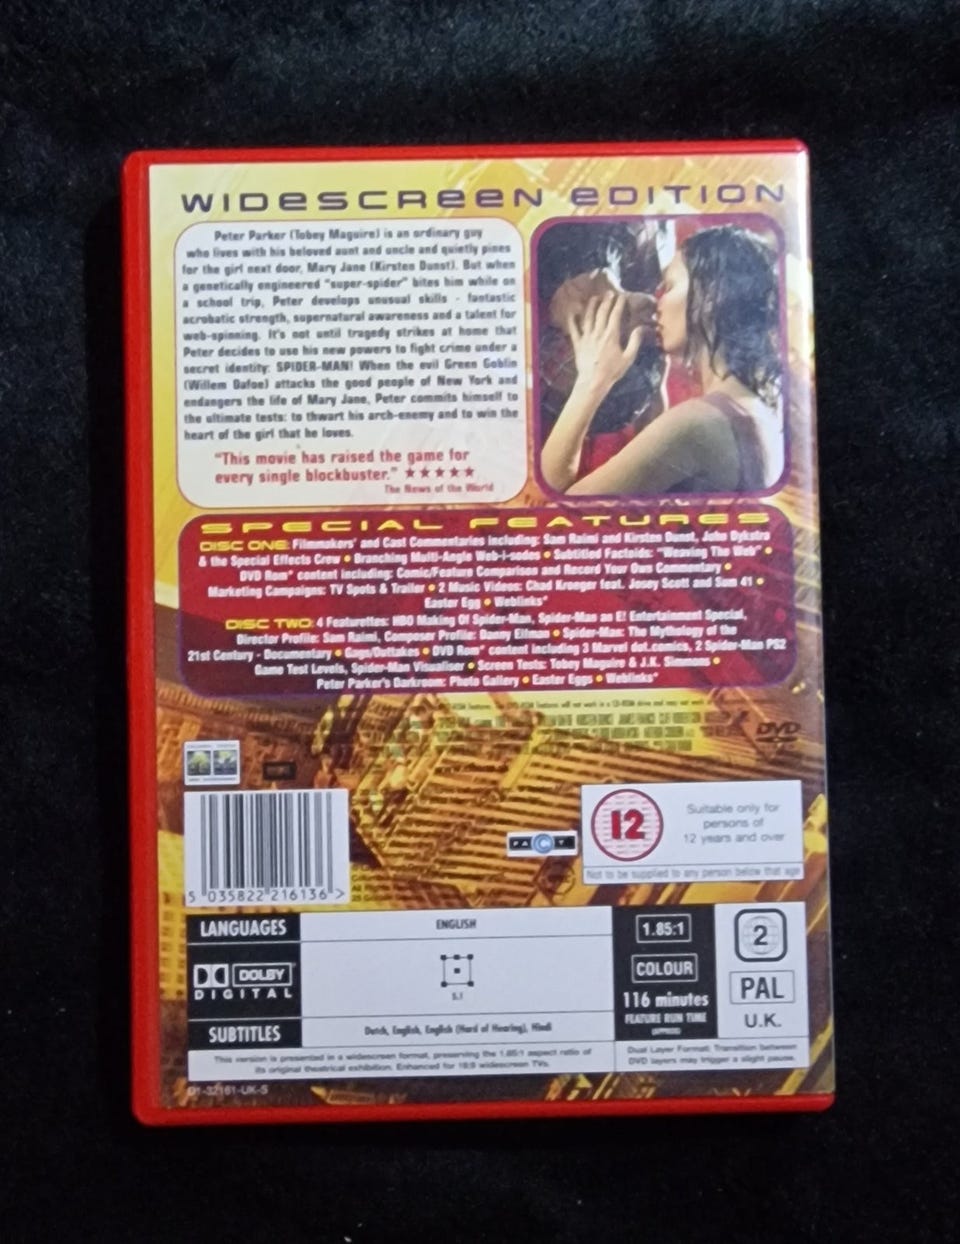 WIDESCREEN EDITION
Peter Parker (Tobey Maguire) is an ordinary guy
who lives with his beloved aunt and uncle and quietly pines
for the girl next door, Mary Jane (Kirsten Dunst). But when
a genetically engineered "super-spider" bites him while on
a school trip, Peter develops unusual skills - fantastic
acrobatic strength, supernatural awareness and a talent for
web-spinning. It's not until tragedy strikes at home that
Peter decides to use his new powers to fight crime under a
secret identity: SPIDER-MAN! When the evil Green Goblin
(Willem Dafoe) attacks the good people of New York and
endangers the life of Mary Jane, Peter commits himself to
the ultimate tests: to thwart his arch-enemy and to win the
heart of the girl that he loves.
"This movie has raised the game for
every single blockbuster." ★★★★★
The News of the World
SPECIAL FEATURES
DISC ONE: Filmmakers' and Cast Commentaries Including: Sam Raimi and Kirsten Dunst, John Dykstra
& the Special Effects Crew • Branching Multi-Angle Web-i-sodes • Subtitled Factoids: "Weaving The Web" •
DVD Rom* content including: Comic/Feature Comparison and Record Your Own Commentary •
Marketing Campaigns: TV Spots & Trailer • 2 Music Videos: Chad Kroeger feat. Josey Scott and Sum 41 •
Easter Egg • Weblinks*
DISC TWO: 4 Featurettes: HBO Making Of Spider-Man, Spider-Man as E! Entertainment Special,
Director Profile: Sam Raimi, Composer Profile: Danny Elfman • Spider-Man: The Mythology of the
21st Century - Documentary • Gags/Outtakes • DVD Rom* content including 3 Marvel dot.comics, 2 Spider-Man PS2
Game Test Levels, Spider-Man Visualiser • Screen Tests: Tobey Maguire & J.K. Simmons •
Peter Parker's Darkroom: Photo Gallery • Easter Eggs • Weblinks*
DVD
FACT
12
Suitable only for
persons of
12 years and over
Not to be supplied to any person below that age
5 035822 216136 >
LANGUAGES
ENGLISH
DOLBY
DIGITAL
5.1
SUBTITLES
Dutch, English, English (Hard of Hearing), Hindi
1.85:1
COLOUR
116 minutes
FEATURE RUN TIME
(APPROX)
2
PAL
U.K.
This version is presented in a widescreen format, preserving the 1.85:1 aspect ratio of
its original theatrical exhibition. Enhanced for 16:9 widescreen TVs.
Dual Layer Format: Transition between
DVD layers may trigger a slight pause.
01-32161-UK-S